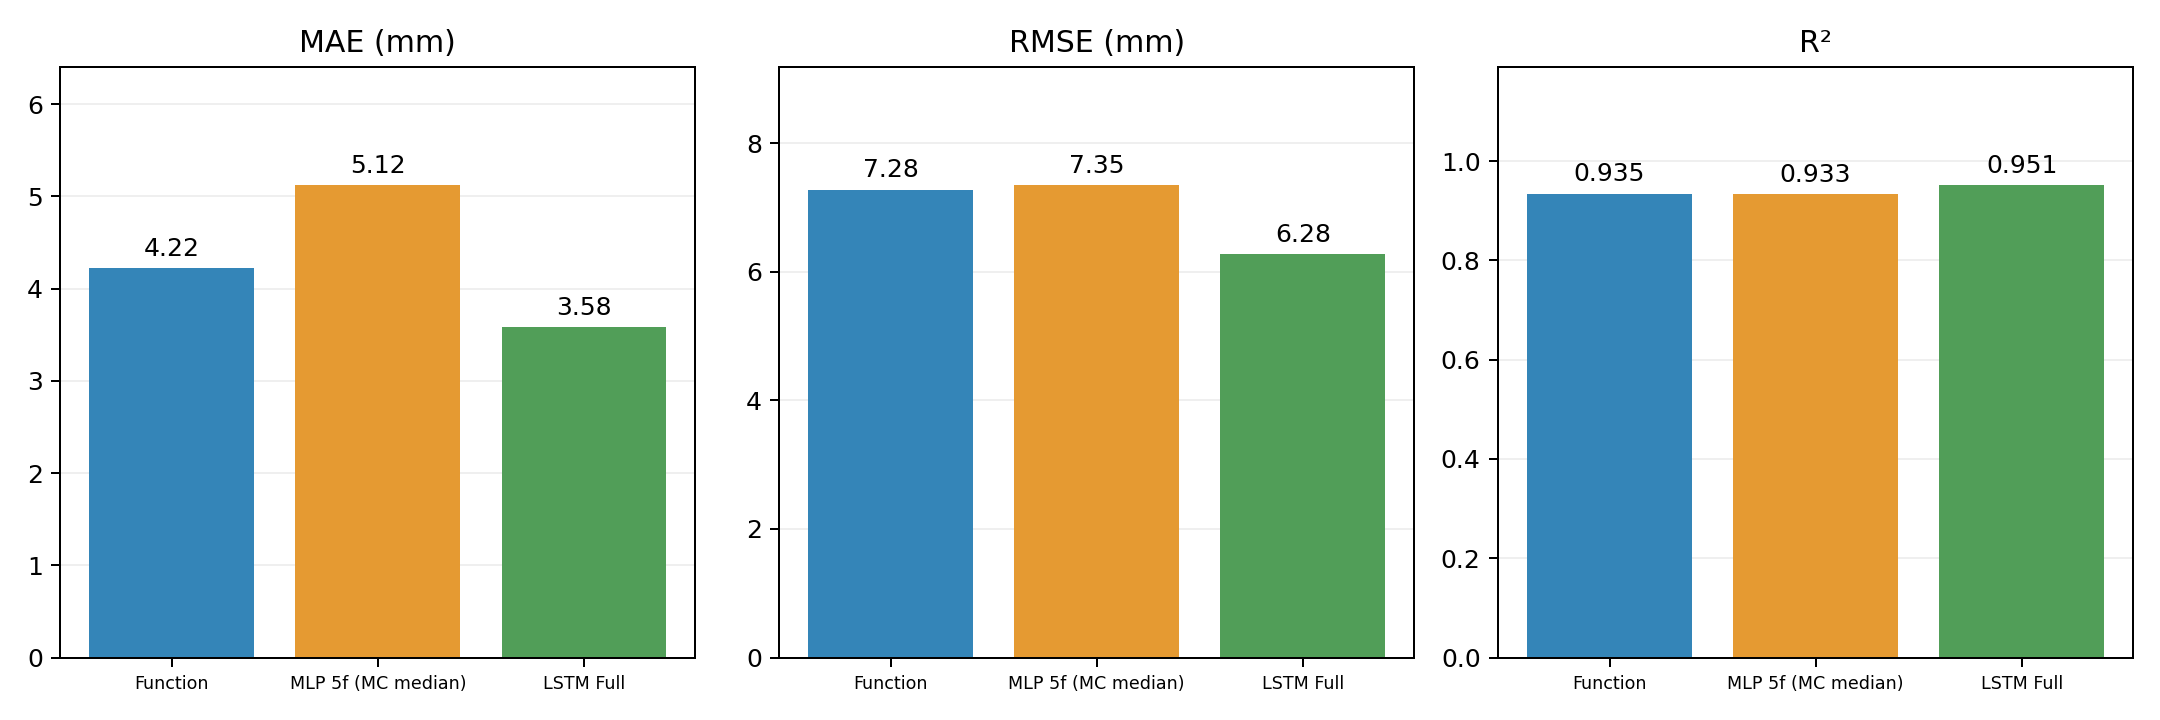 MAE (mm)
6
5
4
3
2
1
0
4.22
5.12
3.58
Function
MLP 5f (MC median)
LSTM Full
RMSE (mm)
8
6
4
2
0
7.28
7.35
6.28
Function
MLP 5f (MC median)
LSTM Full
R²
1.0
0.8
0.6
0.4
0.2
0.0
0.935
0.933
0.951
Function
MLP 5f (MC median)
LSTM Full